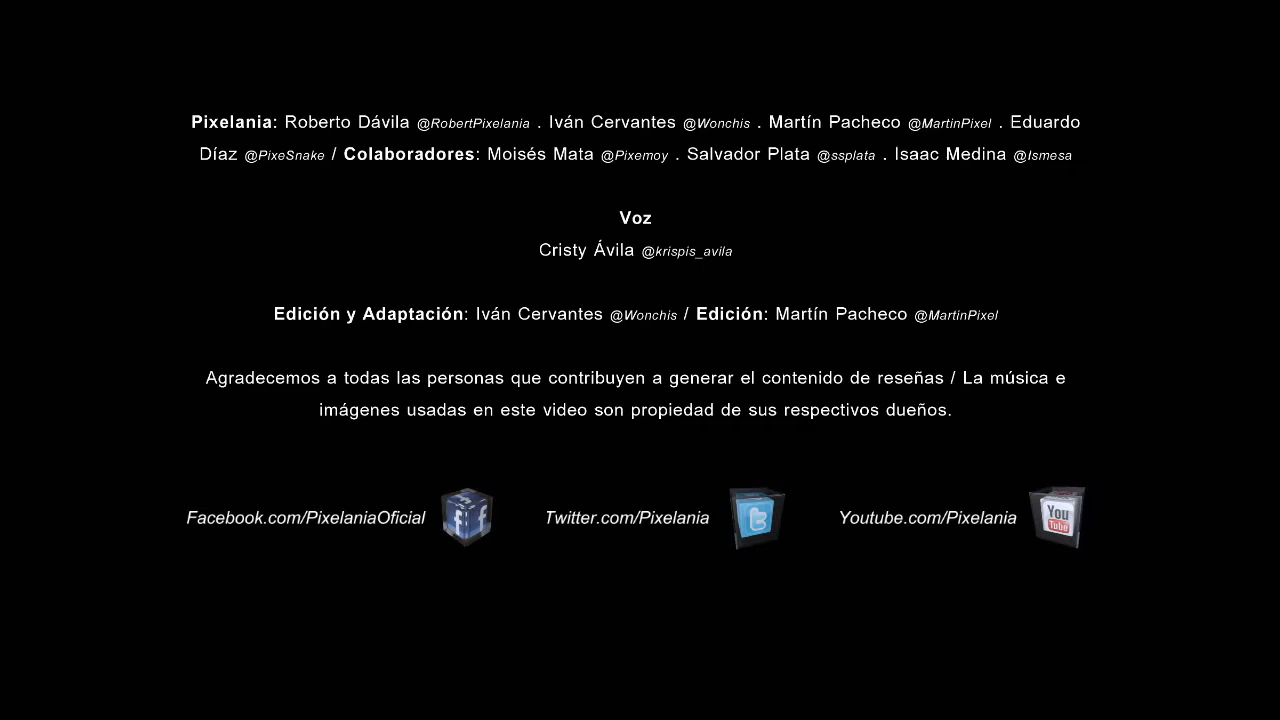 Pixelania: Roberto Dávila @RobertPixelania . Iván Cervantes @Wonchis . Martín Pacheco @MartinPixel . Eduardo
Díaz @PixeSnake / Colaboradores: Moisés Mata @Pixemoy . Salvador Plata @ssplata . Isaac Medina @Ismesa
Voz
Cristy Ávila @krispis_avila
Edición y Adaptación: Iván Cervantes @Wonchis / Edición: Martín Pacheco @MartinPixel
Agradecemos a todas las personas que contribuyen a generar el contenido de reseñas / La música e
imágenes usadas en este video son propiedad de sus respectivos dueños.
Facebook.com/PixelaniaOficial f f Twitter.com/Pixelania t Youtube.com/Pixelania You Tube